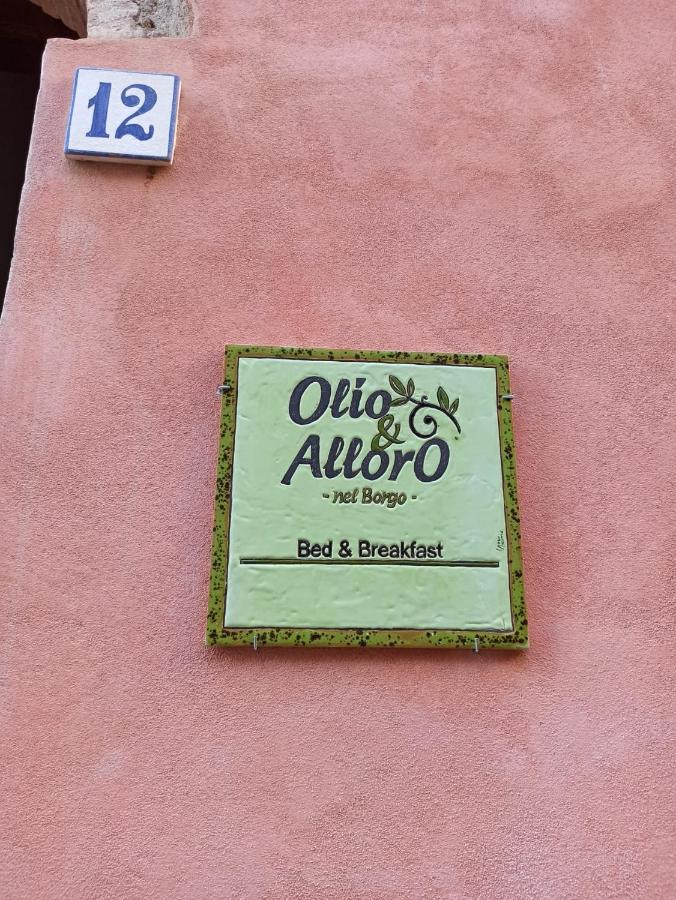 12
Olio
&
AllorO
- nel Borgo -
Bed & Breakfast